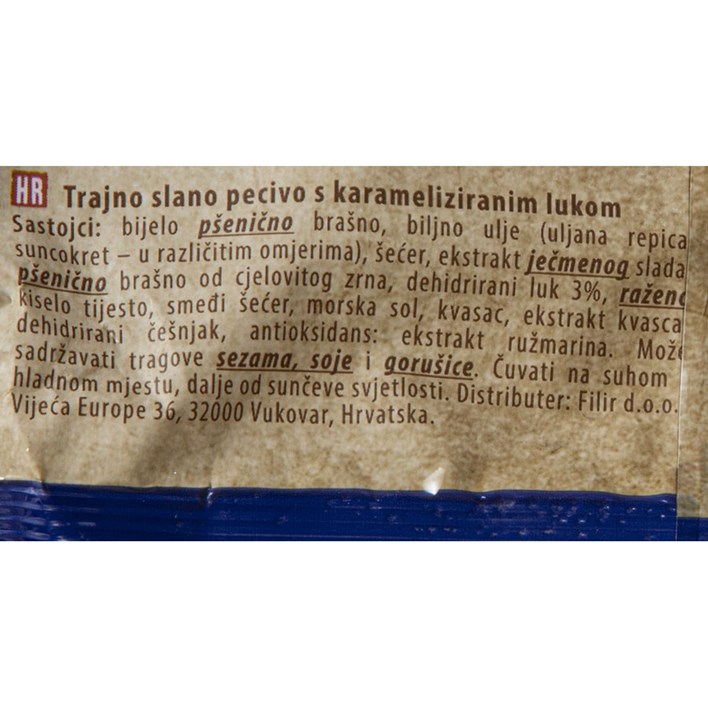 HR Trajno slano pecivo s karameliziranim lukom
Sastojci: bijelo pšenično brašno, biljno ulje (uljana repica
suncokret – u različitim omjerima), šećer, ekstrakt ječmenog slada
pšenično brašno od cjelovitog zrna, dehidrirani luk 3%, raženo
kiselo tijesto, smeđi šećer, morska sol, kvasac, ekstrakt kvasca
dehidrirani češnjak, antioksidans: ekstrakt ružmarina. Može
sadržavati tragove sezama, soje i gorušice. Čuvati na suhom
hladnom mjestu, dalje od sunčeve svjetlosti. Distributer: Filir d.o.o.
Vijeća Europe 36, 32000 Vukovar, Hrvatska.